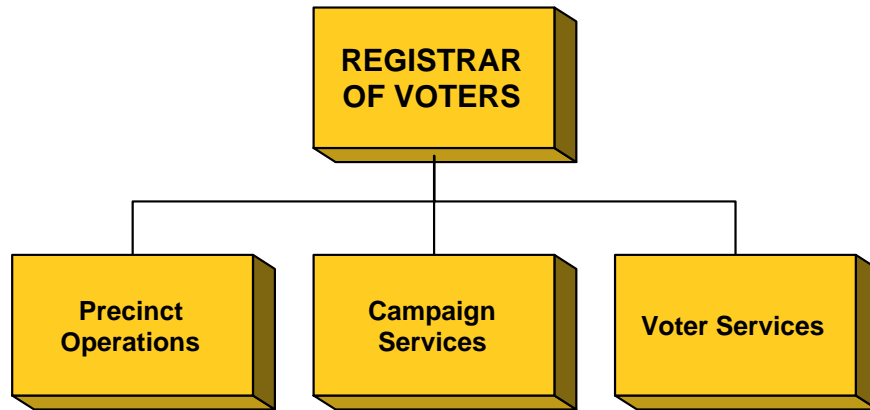 REGISTRAR
OF VOTERS
Precinct
Operations
Campaign
Services
Voter Services